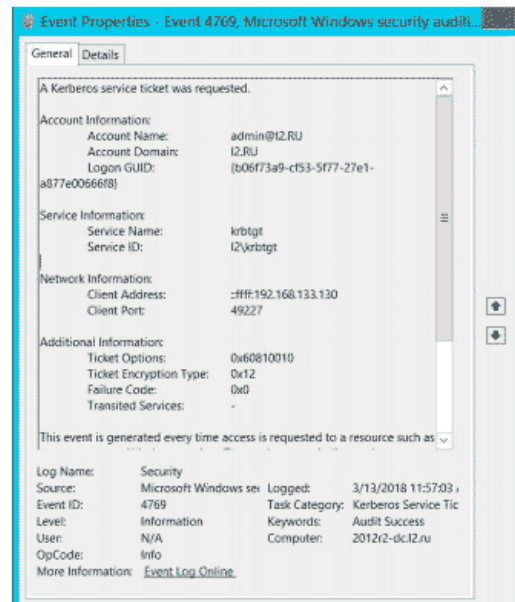 Event Properties - Event 4769, Microsoft Windows security auditi...
General Details
A Kerberos service ticket was requested.
Account Information:
Account Name: admin@I2.RU
Account Domain: I2.RU
Logon GUID: {b06f73a9-cf53-5f77-27e1-
a877e00666f8}
Service Information:
Service Name: krbtgt
Service ID: I2\krbtgt
Network Information:
Client Address: ::ffff:192.168.133.130
Client Port: 49227
Additional Information:
Ticket Options: 0x60810010
Ticket Encryption Type: 0x12
Failure Code: 0x0
Transited Services: -
This event is generated every time access is requested to a resource such as
Log Name: Security
Source: Microsoft Windows sec Logged: 3/13/2018 11:57:03
Event ID: 4769 Task Category: Kerberos Service Tic
Level: Information Keywords: Audit Success
User: N/A Computer: 2012r2-dc.I2.ru
OpCode: Info
More Information: Event Log Online